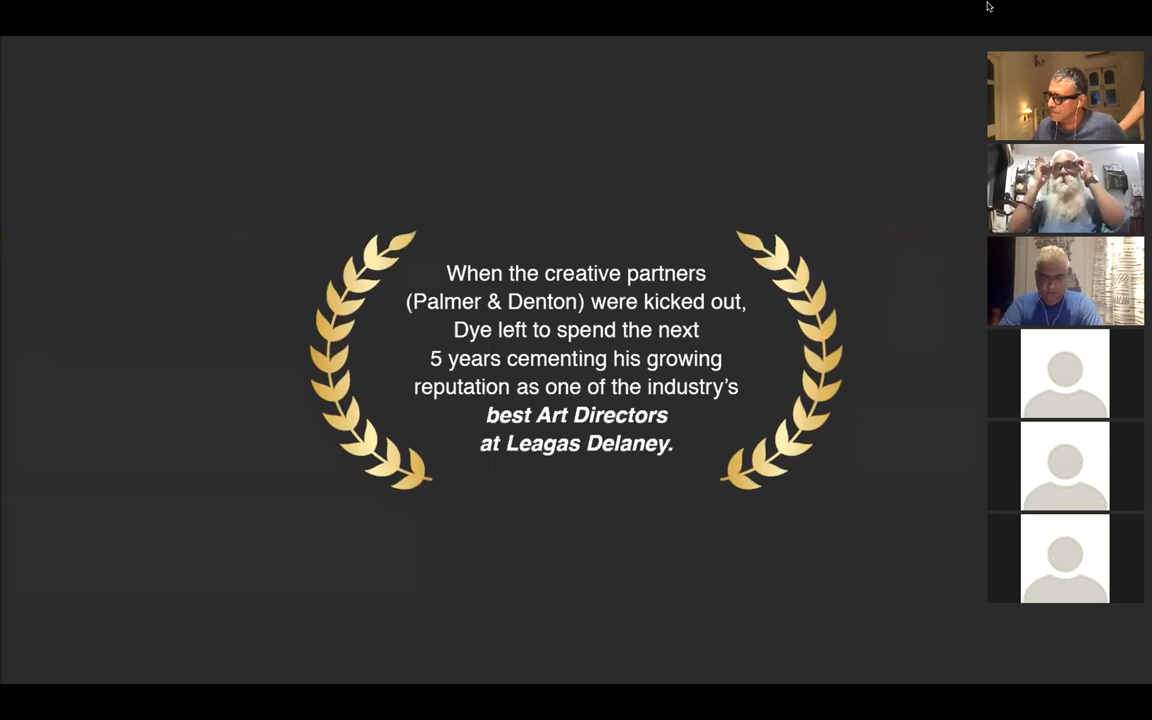 When the creative partners
(Palmer & Denton) were kicked out,
Dye left to spend the next
5 years cementing his growing
reputation as one of the industry's
best Art Directors
at Leagas Delaney.